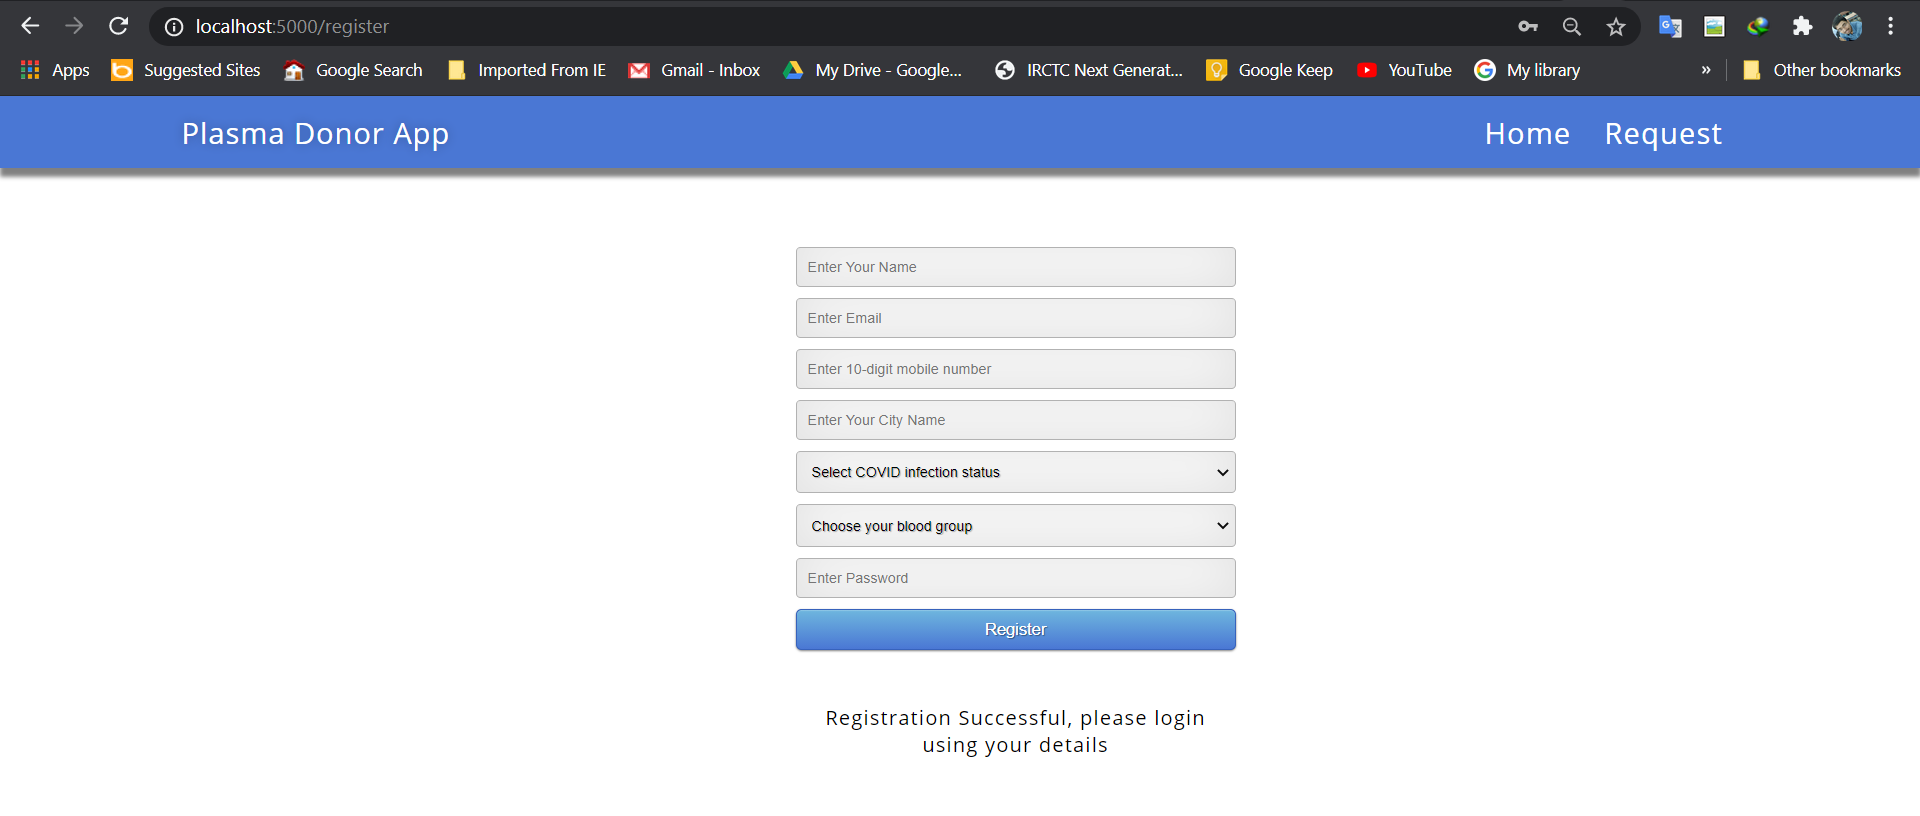 localhost:5000/register
Apps Suggested Sites Google Search Imported From IE Gmail - Inbox My Drive - Google... IRCTC Next Generat... Google Keep YouTube My library » Other bookmarks
Plasma Donor App Home Request
Enter Your Name
Enter Email
Enter 10-digit mobile number
Enter Your City Name
Select COVID infection status
Choose your blood group
Enter Password
Register
Registration Successful, please login
using your details